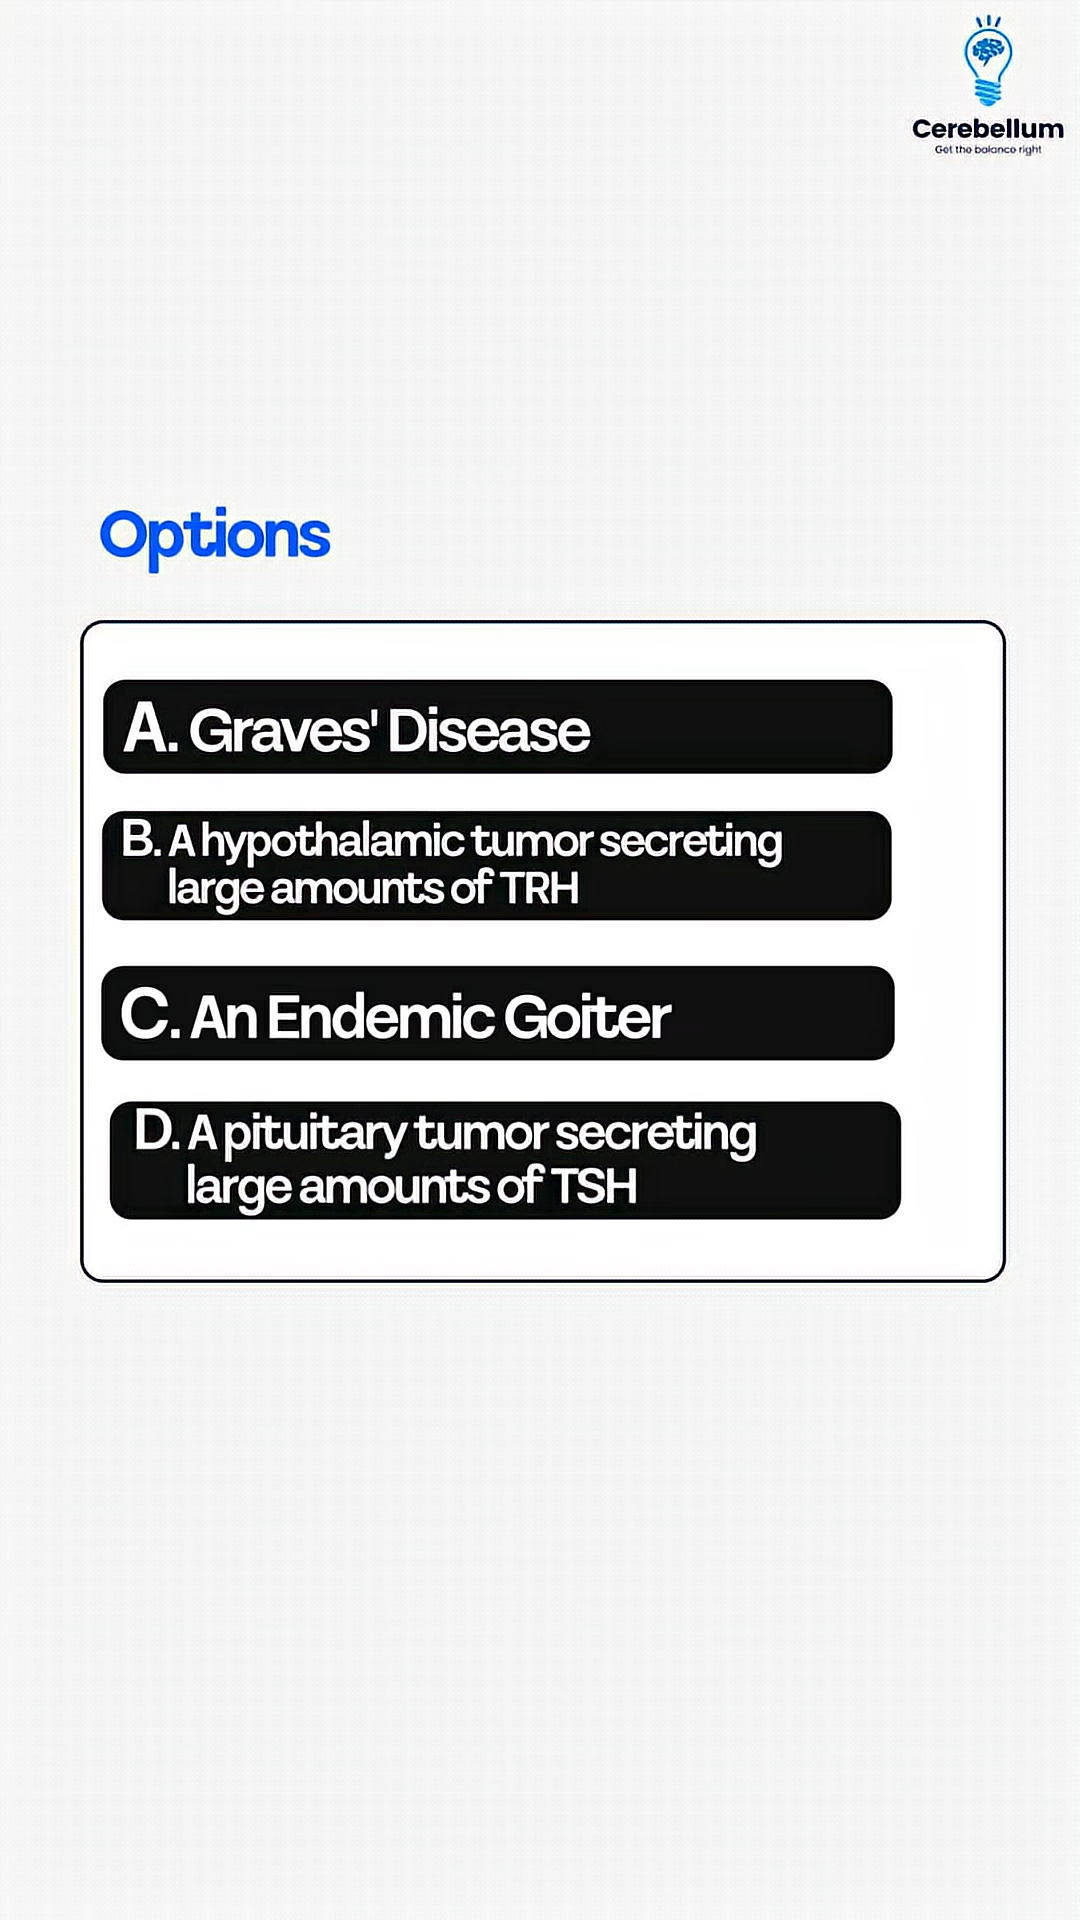 Cerebellum
Get the balance right
Options
A. Graves' Disease
B. A hypothalamic tumor secreting
large amounts of TRH
C. An Endemic Goiter
D. A pituitary tumor secreting
large amounts of TSH